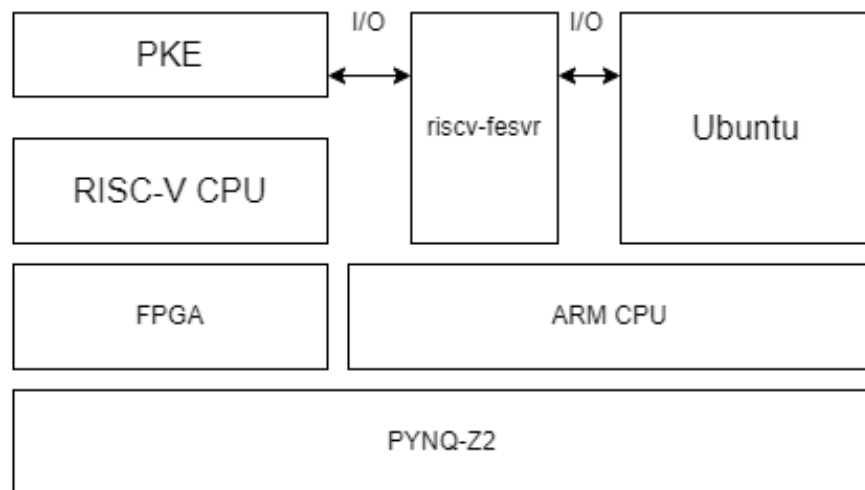 I/O
I/O
PKE
riscv-fesvr
Ubuntu
RISC-V CPU
FPGA
ARM CPU
PYNQ-Z2